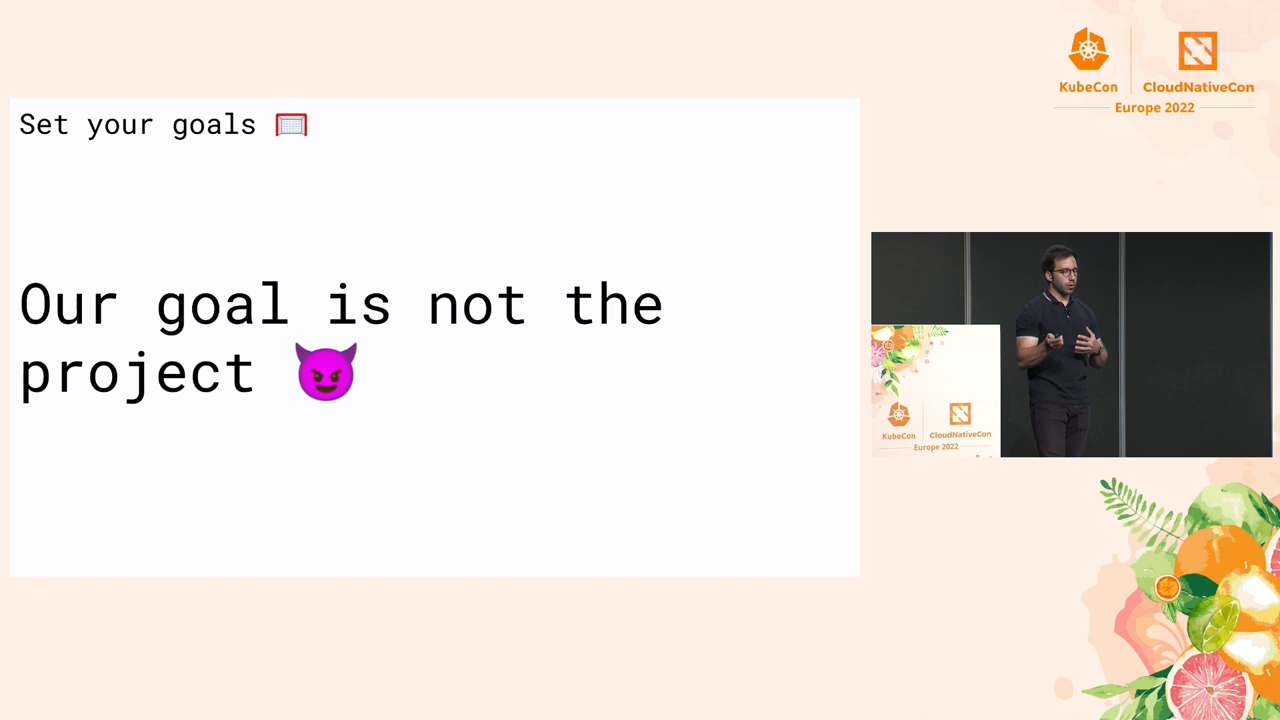 KubeCon
CloudNativeCon
Europe 2022
Set your goals 🥅
Our goal is not the
project 😈
KubeCon
CloudNativeCon
Europe 2022